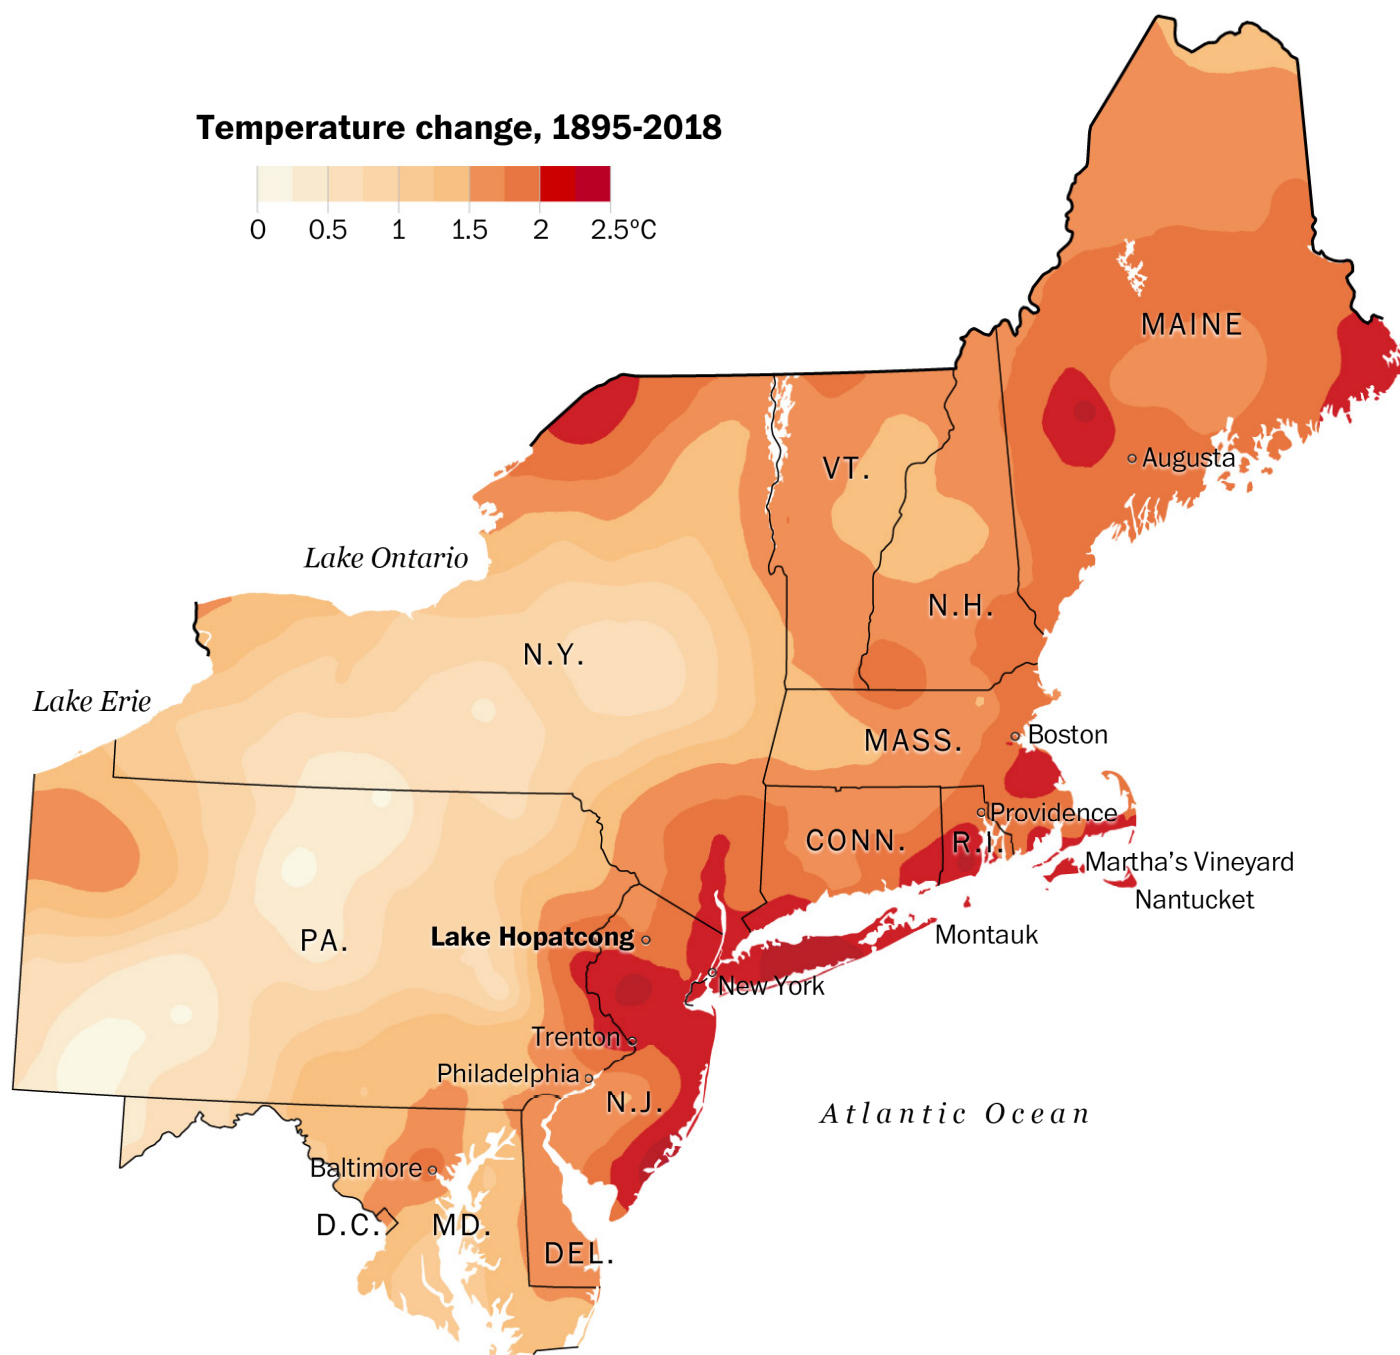 Temperature change, 1895-2018
0 0.5 1 1.5 2 2.5ºC
MAINE
Augusta
VT.
Lake Ontario
N.H.
N.Y.
Lake Erie
MASS.
Boston
Providence
CONN.
R.I.
Martha's Vineyard
Nantucket
PA.
Lake Hopatcong
Montauk
New York
Trenton
Philadelphia
N.J.
Atlantic Ocean
Baltimore
D.C.
MD.
DEL.